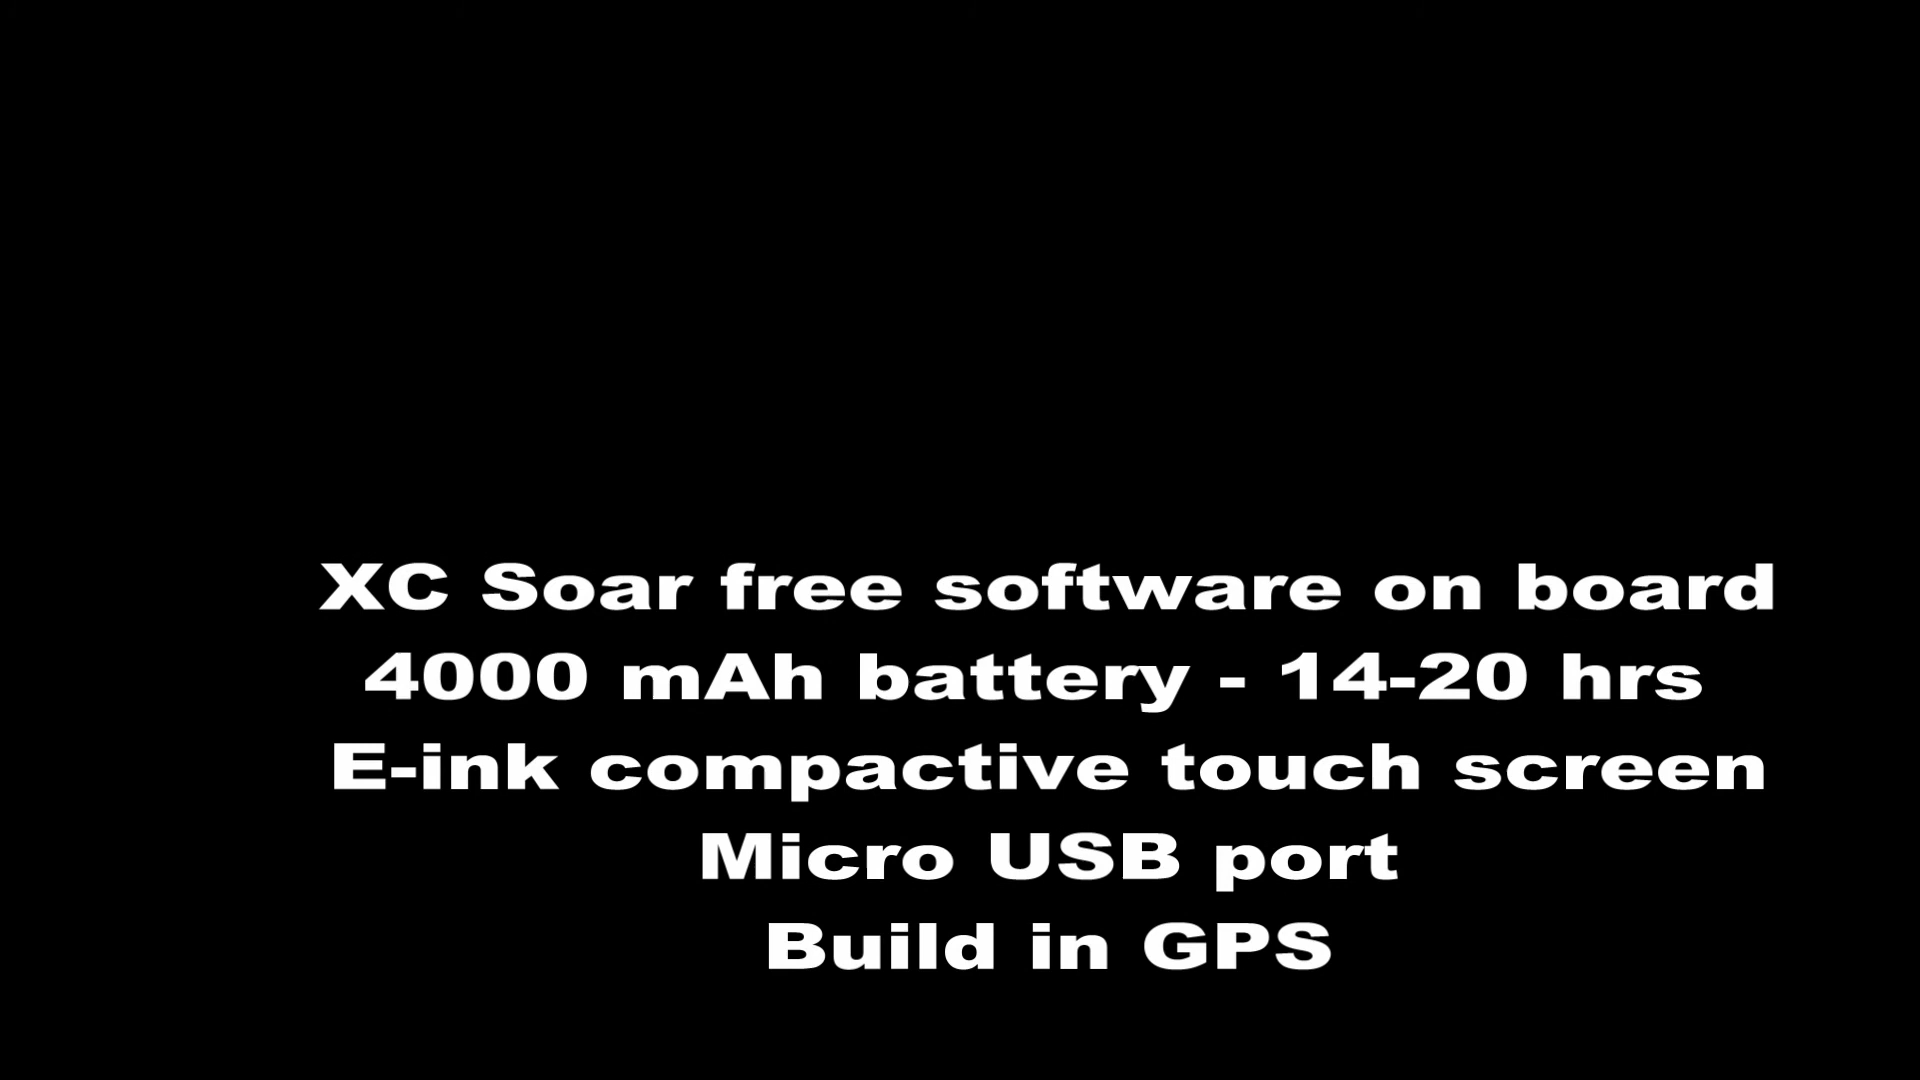 XC Soar free software on board
4000 mAh battery - 14-20 hrs
E-ink compactive touch screen
Micro USB port
Build in GPS